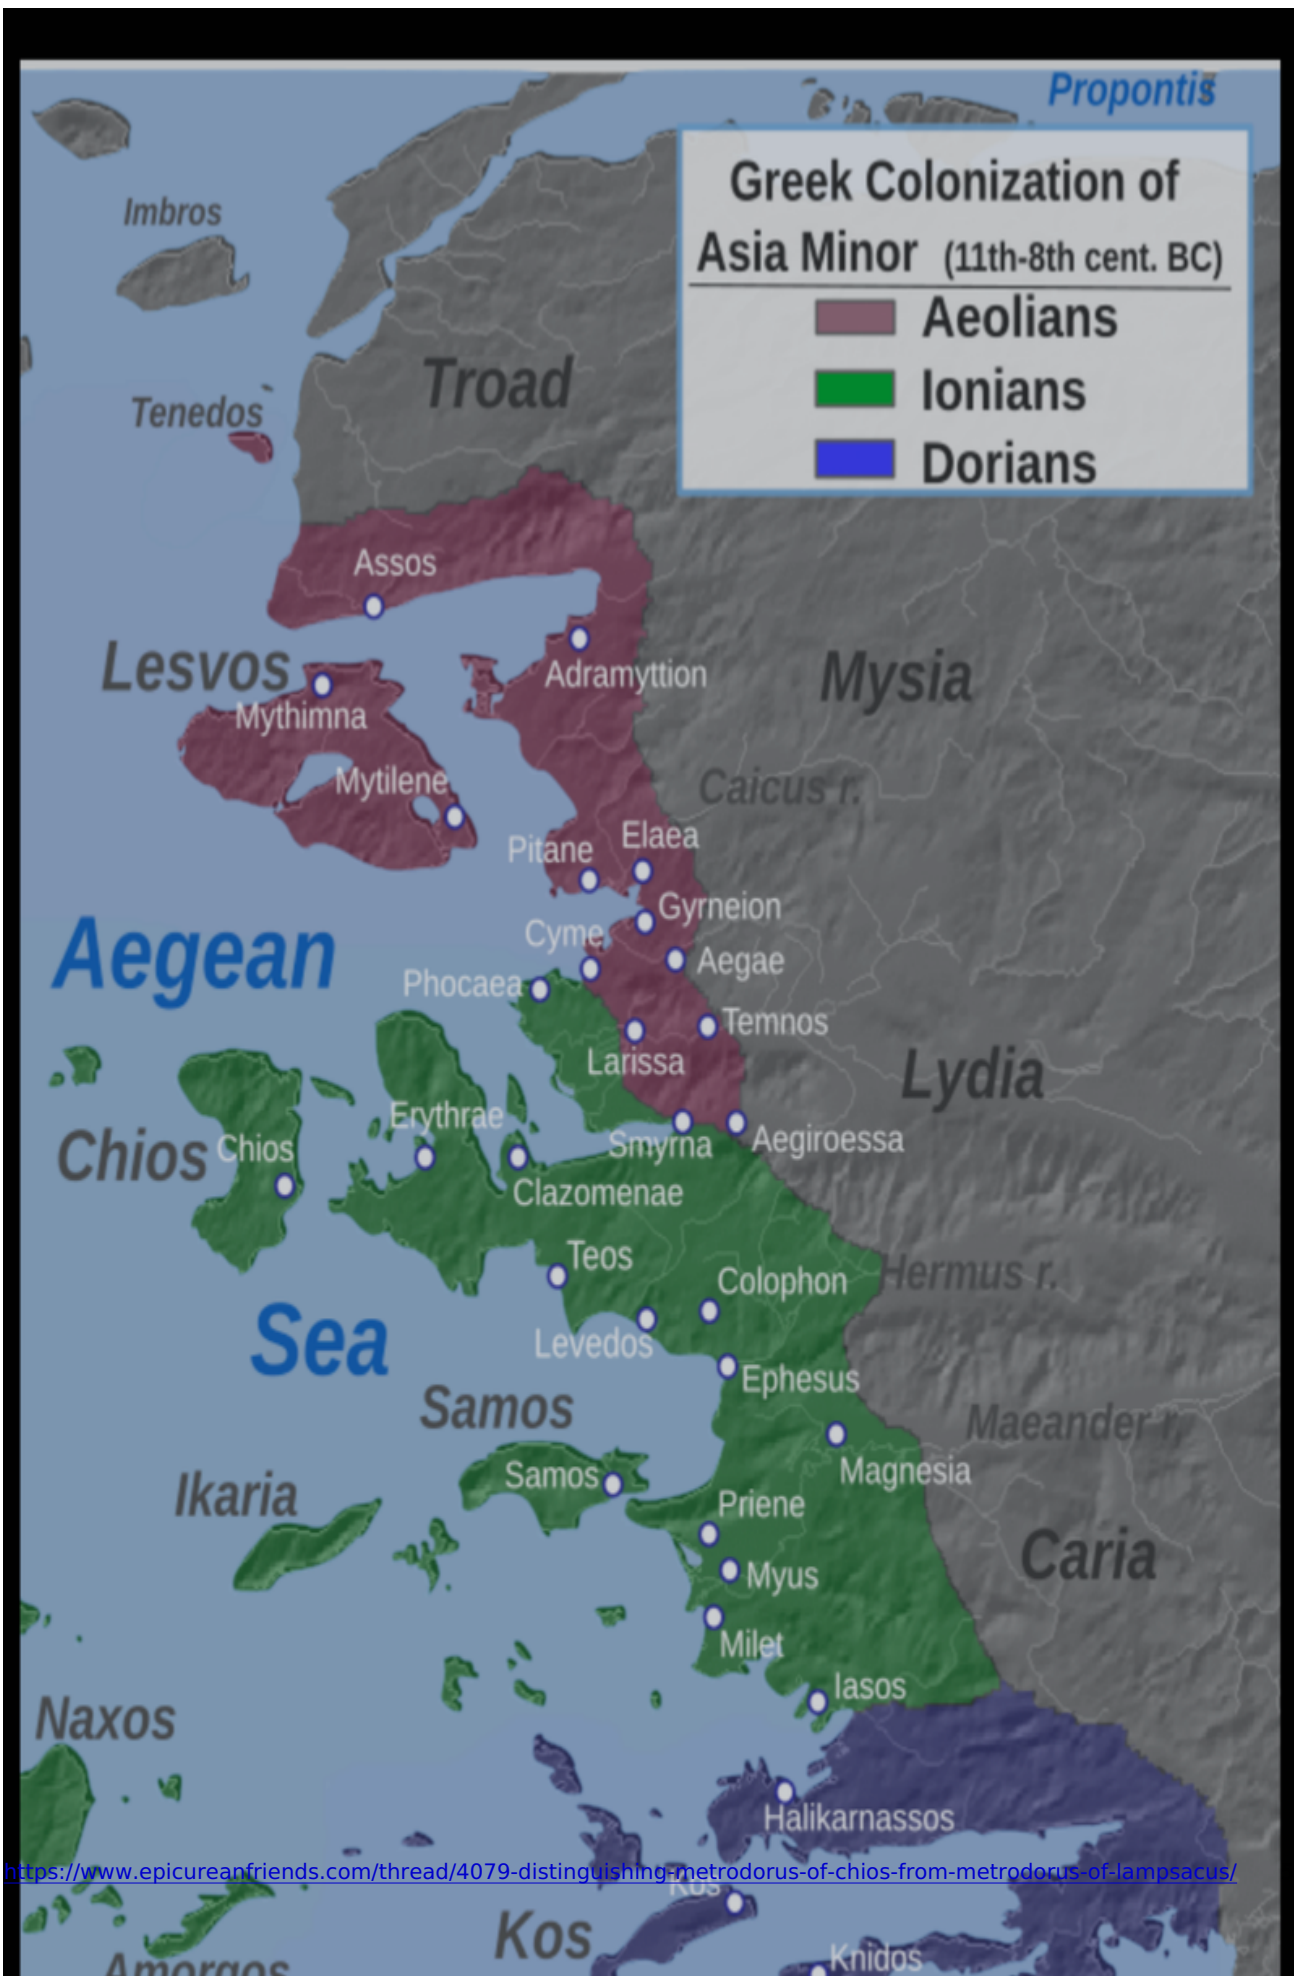 Propontis
Greek Colonization of
Asia Minor (11th-8th cent. BC)
Aeolians
Ionians
Dorians
Imbros
Troad
Tenedos
Assos
Lesvos
Adramyttion
Mysia
Mythimna
Mytilene
Caicus r.
Elaea
Pitane
Gyrneion
Cyme
Aegean
Aegae
Phocaea
Temnos
Larissa
Lydia
Erythrae
Chios
Chios
Smyrna
Aegiroessa
Clazomenae
Teos
Colophon
Hermus r.
Sea
Levedos
Ephesus
Samos
Maeander r.
Samos
Magnesia
Ikaria
Priene
Caria
Myus
Milet
Iasos
Naxos
Halikarnassos
https://www.epicureanfriends.com/thread/4079-distinguishing-metrodorus-of-chios-from-metrodorus-of-lampsacus/
Kos
Kos
Knidos
Amorgos